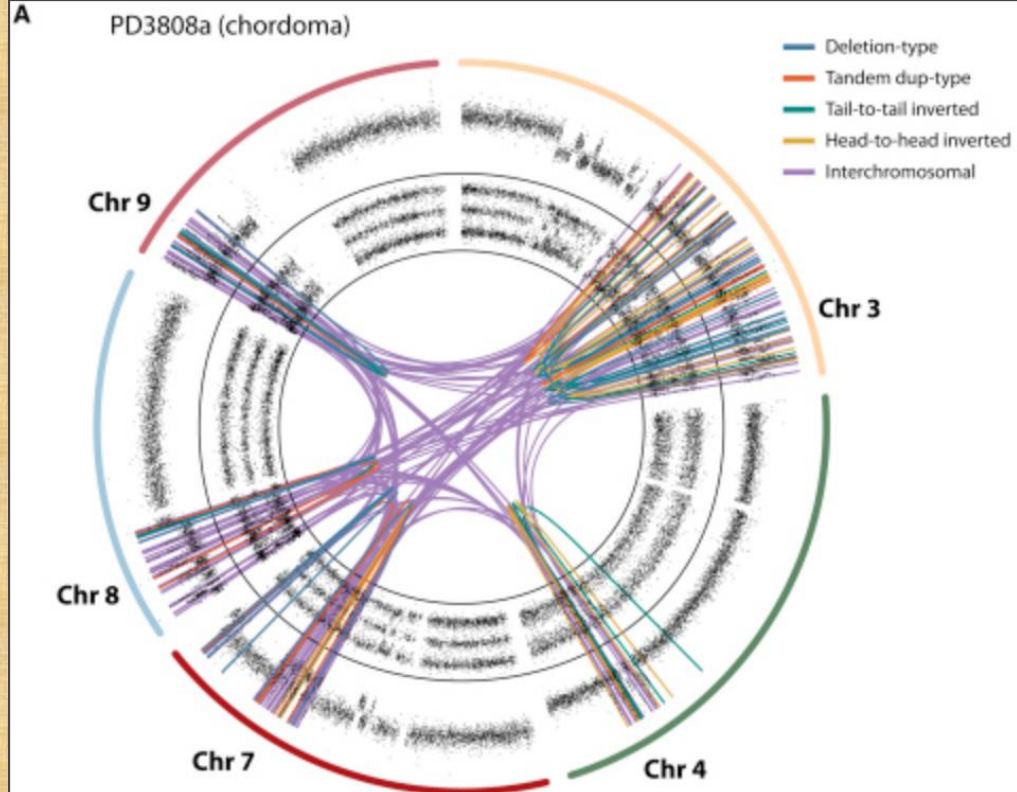 A
PD3808a (chordoma)
Deletion-type
Tandem dup-type
Tail-to-tail inverted
Head-to-head inverted
Interchromosomal
Chr 9
Chr 3
Chr 8
Chr 7
Chr 4